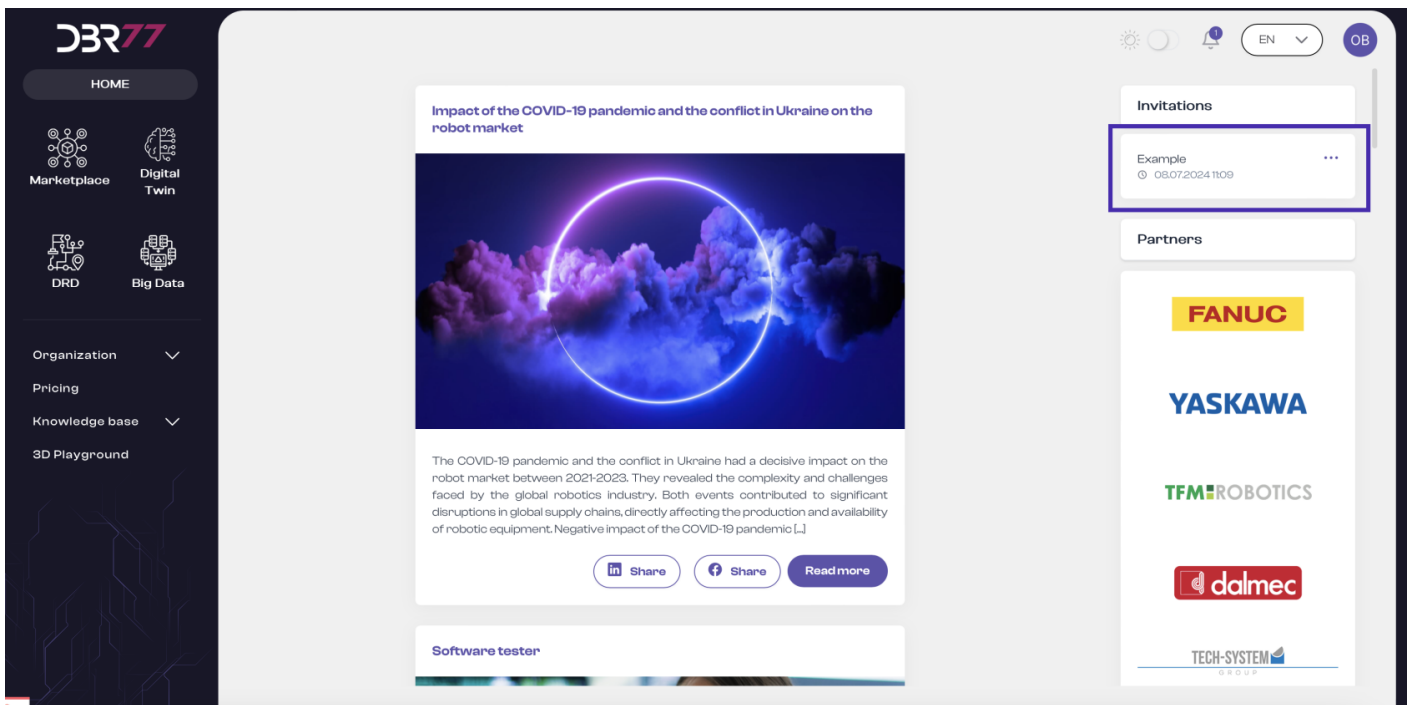 DBR77
HOME
Marketplace
Digital
Twin
DRD
Big Data
Organization
Pricing
Knowledge base
3D Playground
1
EN
OB
Impact of the COVID-19 pandemic and the conflict in Ukraine on the
robot market
The COVID-19 pandemic and the conflict in Ukraine had a decisive impact on the
robot market between 2021-2023. They revealed the complexity and challenges
faced by the global robotics industry. Both events contributed to significant
disruptions in global supply chains, directly affecting the production and availability
of robotic equipment. Negative impact of the COVID-19 pandemic [...]
in Share
Share
Read more
Software tester
Invitations
Example
08.07.2024 11:09
Partners
FANUC
YASKAWA
TFM ROBOTICS
dalmec
TECH-SYSTEM
GROUP